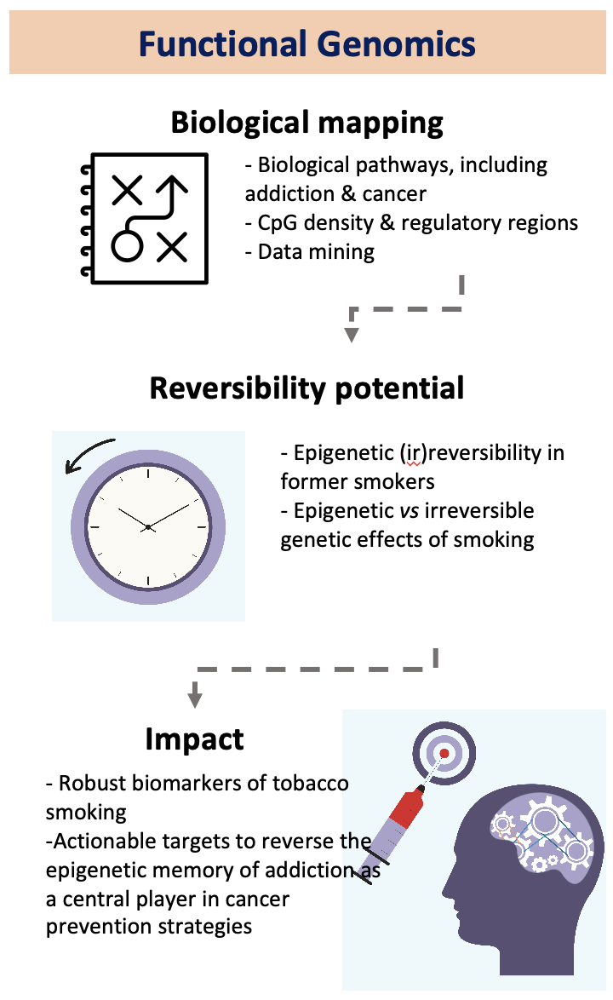 Functional Genomics
Biological mapping
- Biological pathways, including
addiction & cancer
- CpG density & regulatory regions
- Data mining
Reversibility potential
- Epigenetic (ir)reversibility in
former smokers
- Epigenetic vs irreversible
genetic effects of smoking
Impact
- Robust biomarkers of tobacco
smoking
-Actionable targets to reverse the
epigenetic memory of addiction as
a central player in cancer
prevention strategies